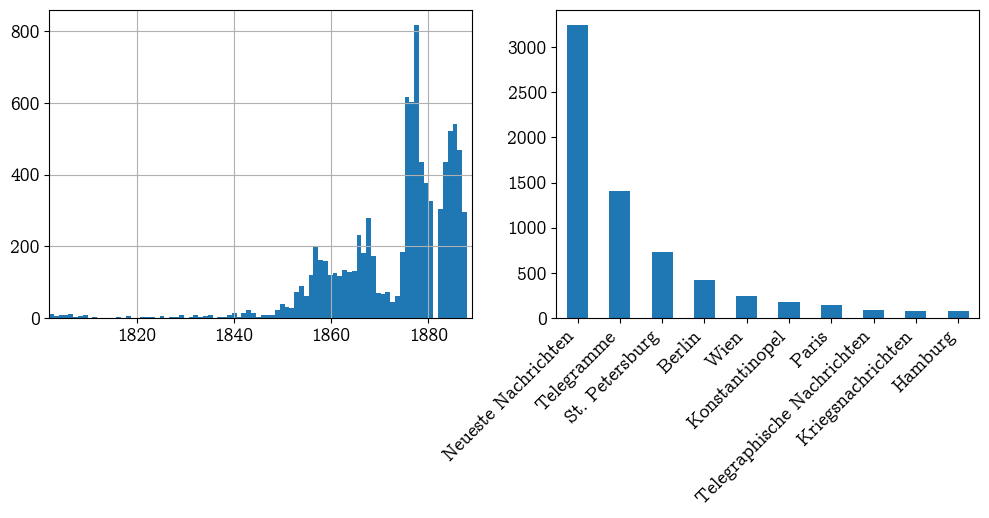 800
600
400
200
0
1820 1840 1860 1880
3000
2500
2000
1500
1000
500
0
Neueste Nachrichten
Telegramme
St. Petersburg
Berlin
Wien
Konstantinopel
Paris
Telegraphische Nachrichten
Kriegsnachrichten
Hamburg